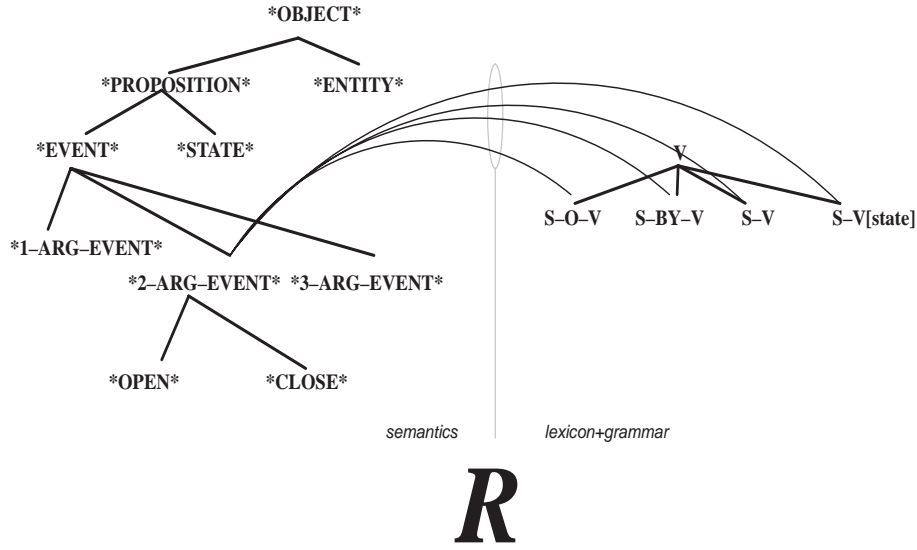 *OBJECT*
*PROPOSITION* *ENTITY*
*EVENT* *STATE* V
S–O–V S–BY–V S–V S–V[state]
*1–ARG–EVENT*
*2–ARG–EVENT* *3–ARG–EVENT*
*OPEN* *CLOSE*
semantics lexicon+grammar
R